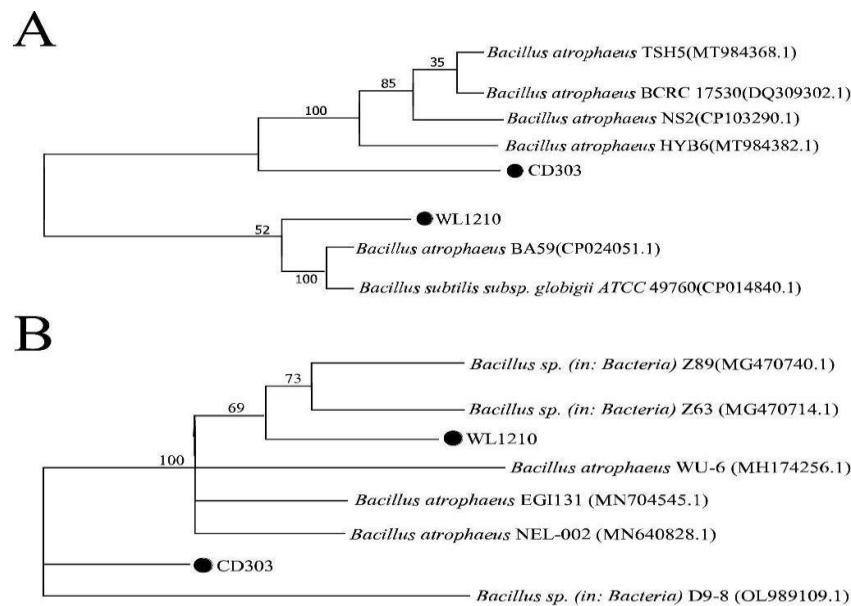 A
35
Bacillus atrophaeus TSH5(MT984368.1)
85
Bacillus atrophaeus BCRC 17530(DQ309302.1)
100
Bacillus atrophaeus NS2(CP103290.1)
Bacillus atrophaeus HYB6(MT984382.1)
CD303
WL1210
52
Bacillus atrophaeus BA59(CP024051.1)
100
Bacillus subtilis subsp. globigii ATCC 49760(CP014840.1)
B
Bacillus sp. (in: Bacteria) Z89(MG470740.1)
73
69
Bacillus sp. (in: Bacteria) Z63 (MG470714.1)
WL1210
100
Bacillus atrophaeus WU-6 (MH174256.1)
Bacillus atrophaeus EGI131 (MN704545.1)
Bacillus atrophaeus NEL-002 (MN640828.1)
CD303
Bacillus sp. (in: Bacteria) D9-8 (OL989109.1)